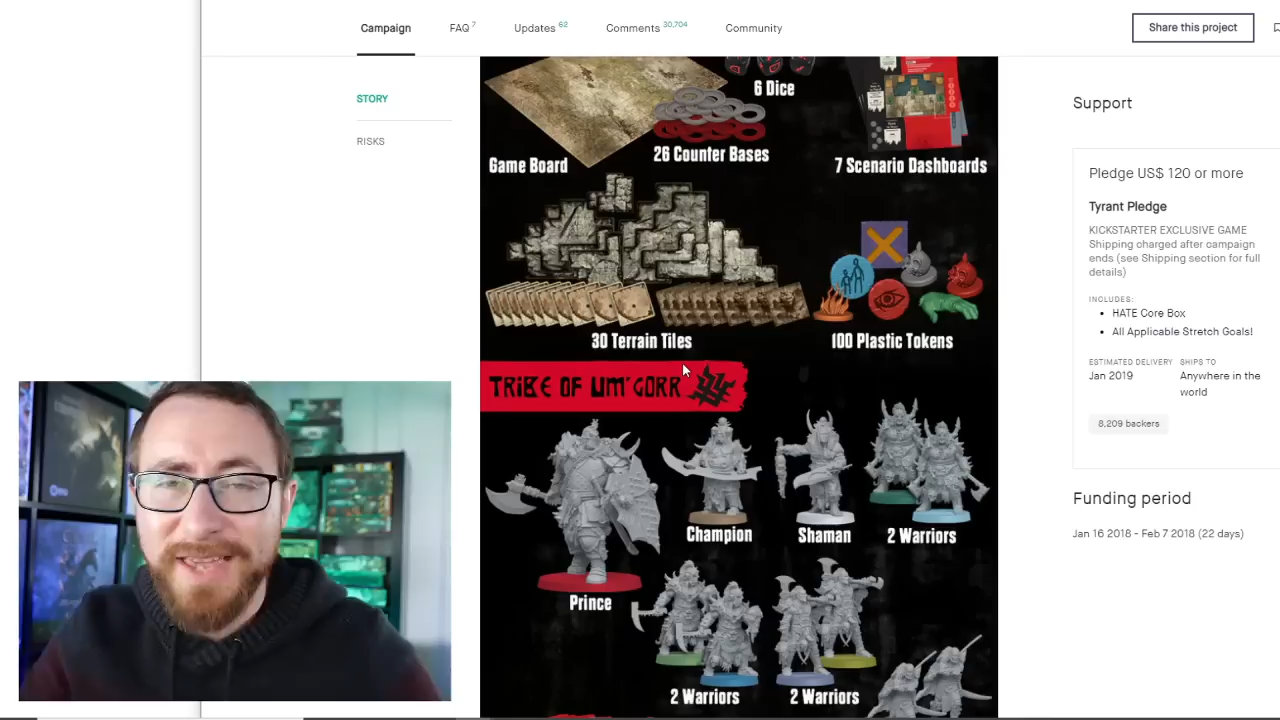 Campaign
FAQ 7
Updates 62
Comments 30,704
Community
Share this project
STORY
RISKS
6 Dice
Game Board
26 Counter Bases
7 Scenario Dashboards
30 Terrain Tiles
100 Plastic Tokens
TRIBE OF UM'GORR
Prince
Champion
Shaman
2 Warriors
2 Warriors
2 Warriors
Support
Pledge US$ 120 or more
Tyrant Pledge
KICKSTARTER EXCLUSIVE GAME
Shipping charged after campaign
ends (see Shipping section for full
details)
INCLUDES:
• HATE Core Box
• All Applicable Stretch Goals!
ESTIMATED DELIVERY
Jan 2019
SHIPS TO
Anywhere in the
world
8,209 backers
Funding period
Jan 16 2018 - Feb 7 2018 (22 days)